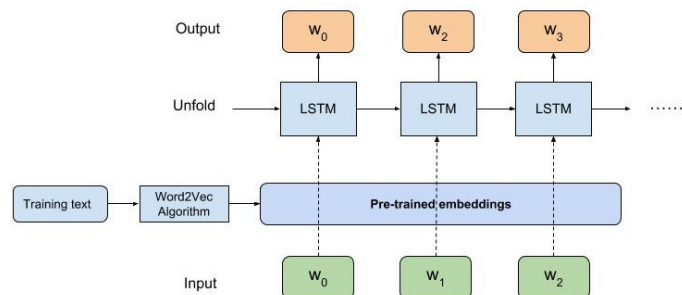 Output w₀ w₂ w₃
Unfold LSTM LSTM LSTM ......
Training text Word2Vec Algorithm Pre-trained embeddings
Input w₀ w₁ w₂